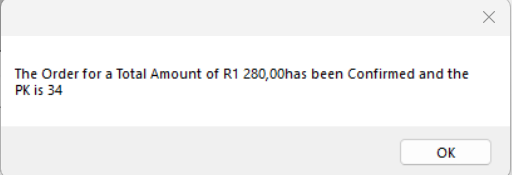 The Order for a Total Amount of R1 280,00has been Confirmed and the
PK is 34
OK